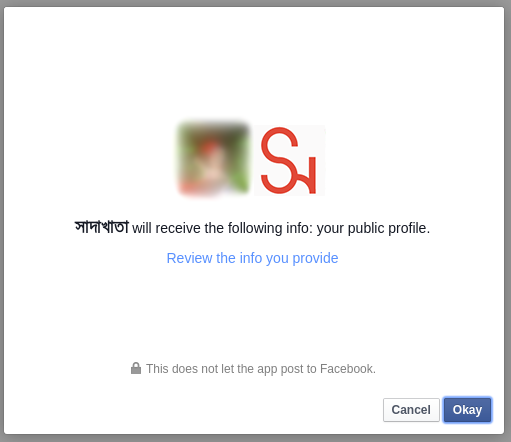 সাদাখাতা will receive the following info: your public profile.
Review the info you provide
This does not let the app post to Facebook.
Cancel Okay